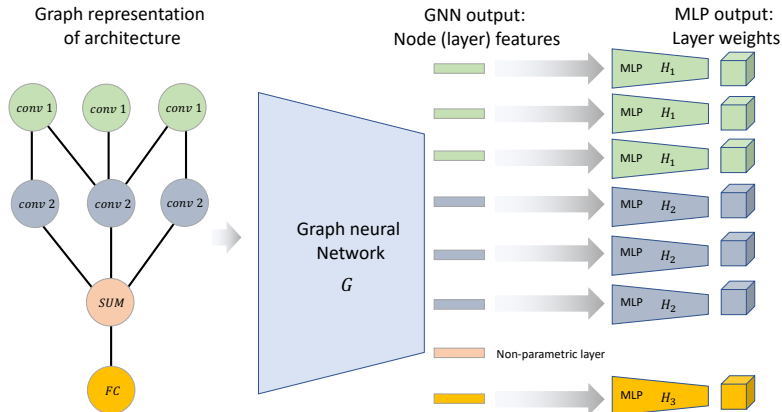 Graph representation
of architecture
GNN output:
Node (layer) features
MLP output:
Layer weights
conv 1
conv 1
conv 1
conv 2
conv 2
conv 2
SUM
FC
Graph neural
Network
G
MLP H₁
MLP H₁
MLP H₁
MLP H₂
MLP H₂
MLP H₂
Non-parametric layer
MLP H₃